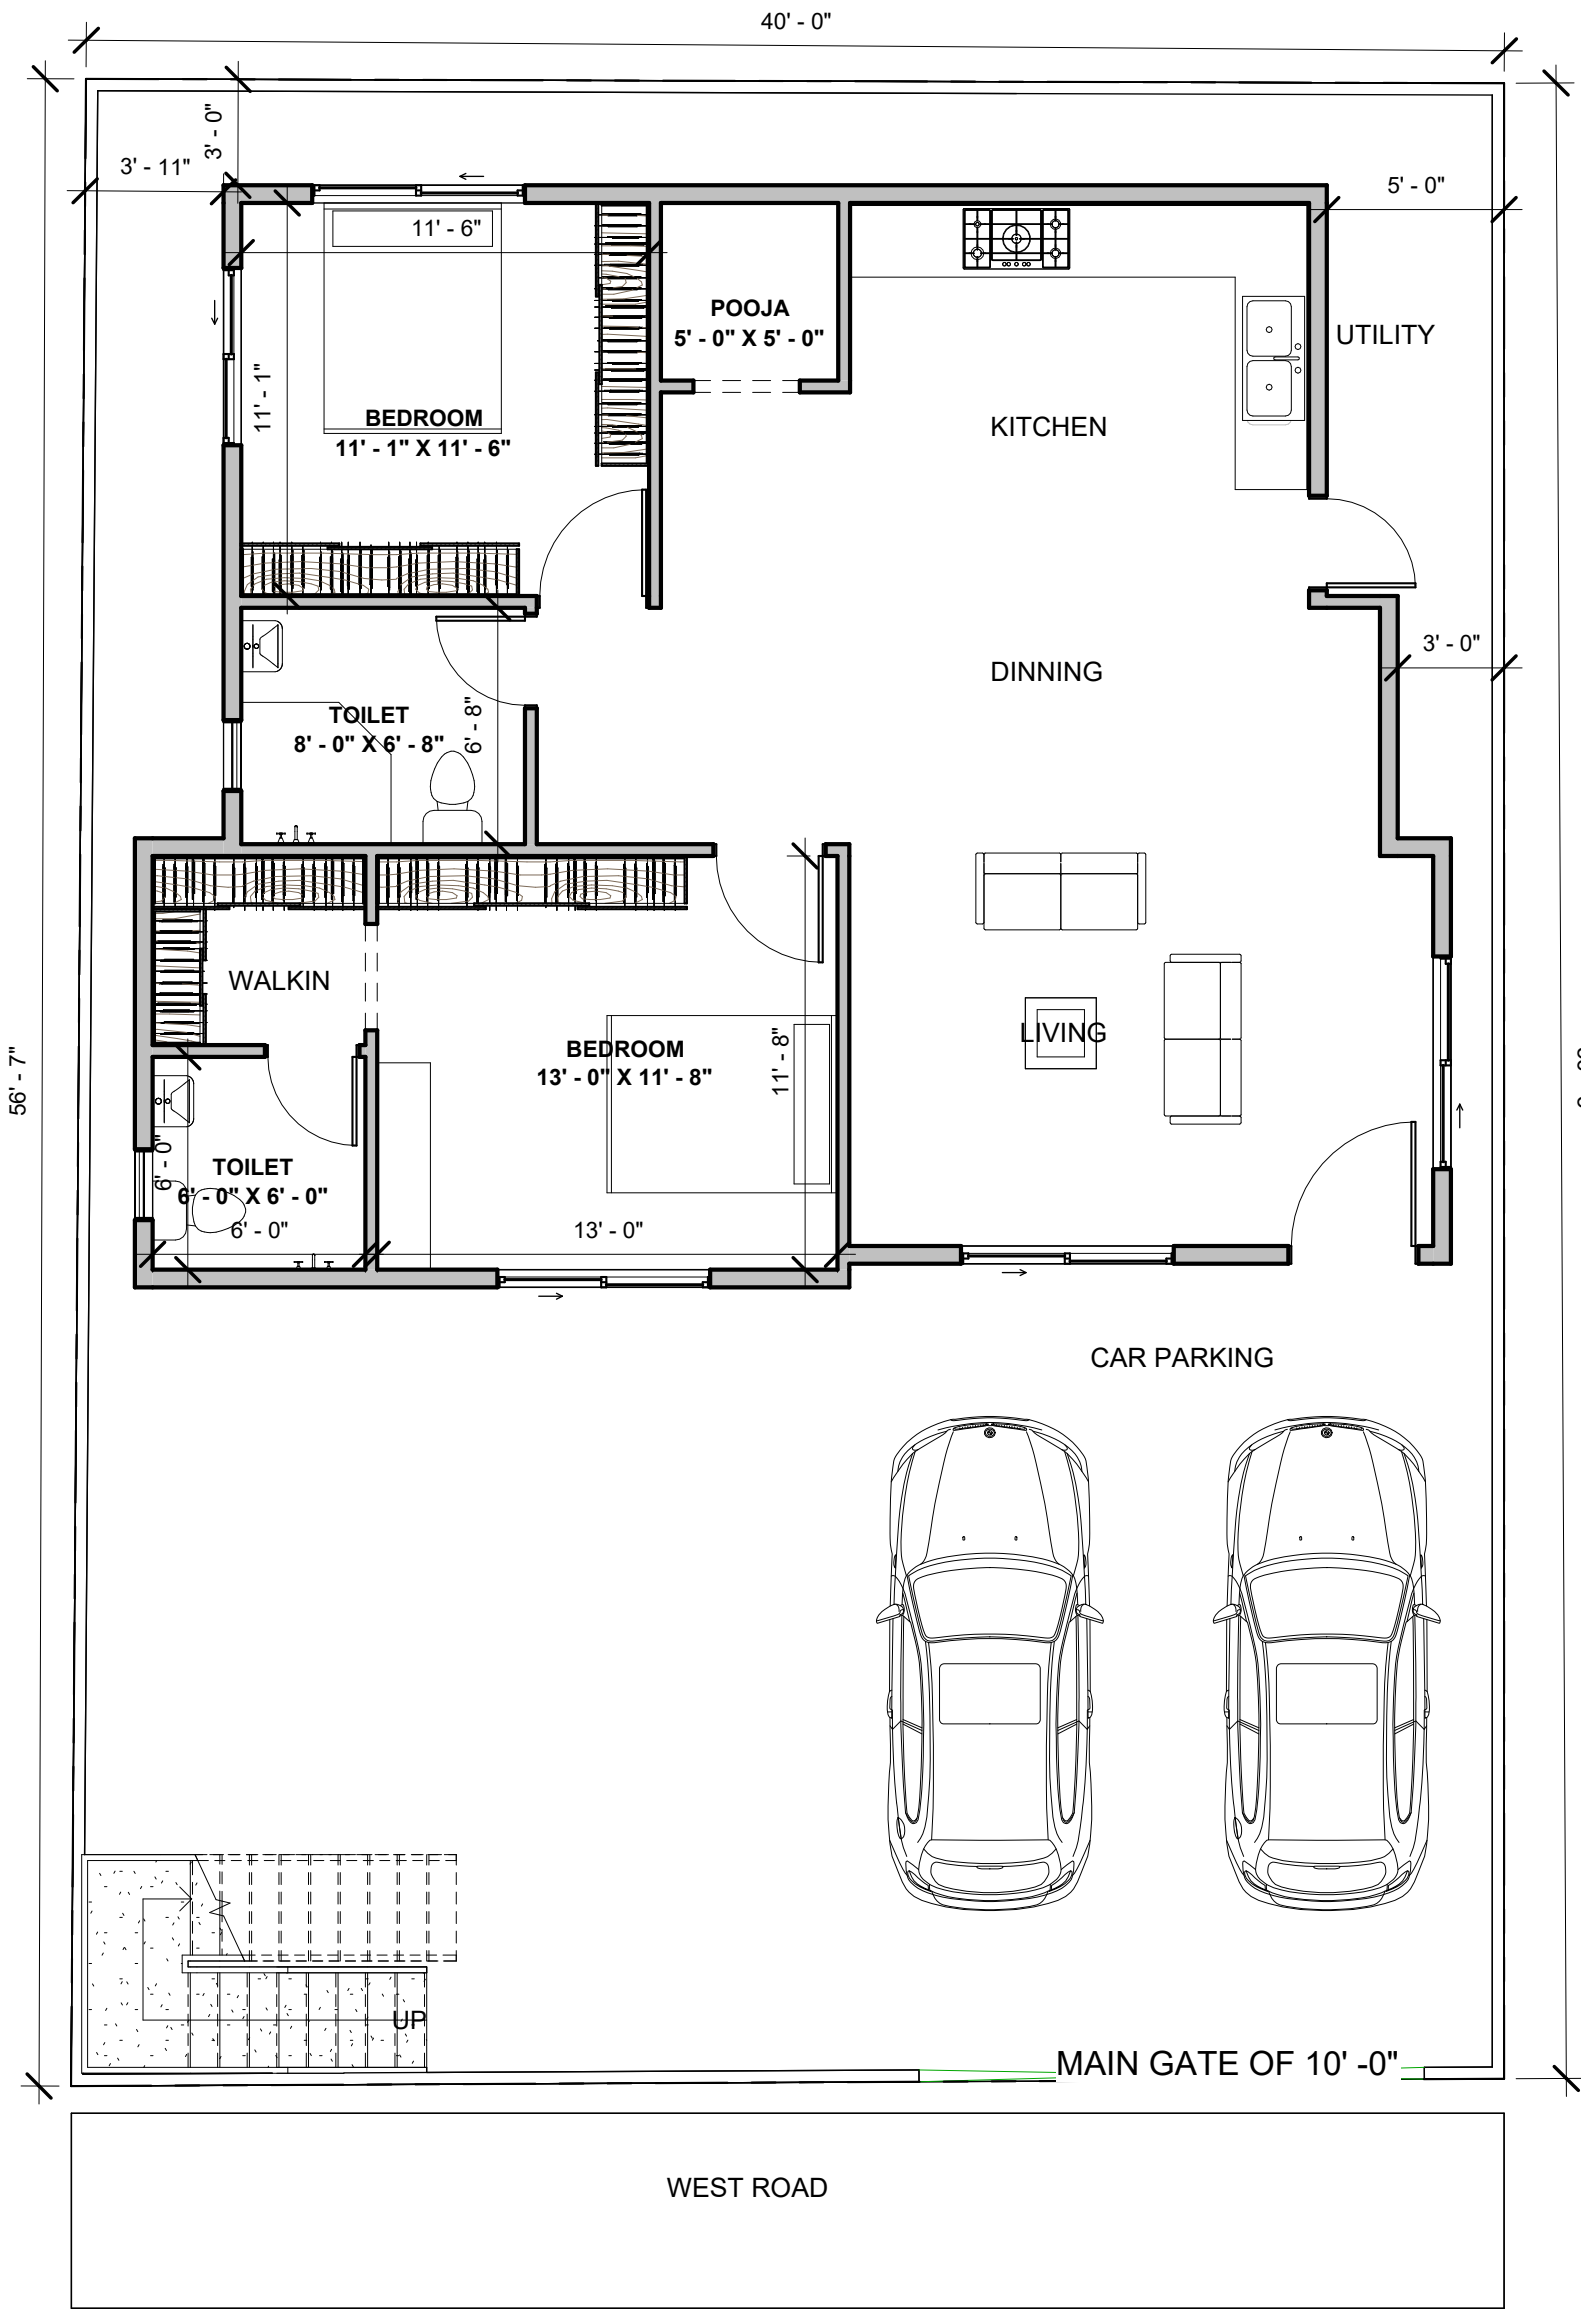 40' - 0"
3' - 0"
3' - 11"
5' - 0"
11' - 6"
POOJA
5' - 0" X 5' - 0"
UTILITY
11' - 1"
BEDROOM
11' - 1" X 11' - 6"
KITCHEN
3' - 0"
DINNING
TOILET
8' - 0" X 6' - 8"
6' - 8"
WALKIN
LIVING
BEDROOM
13' - 0" X 11' - 8"
11' - 8"
56' - 7"
6' - 0"
TOILET
6' - 0" X 6' - 0"
6' - 0"
13' - 0"
CAR PARKING
UP
MAIN GATE OF 10' -0"
WEST ROAD